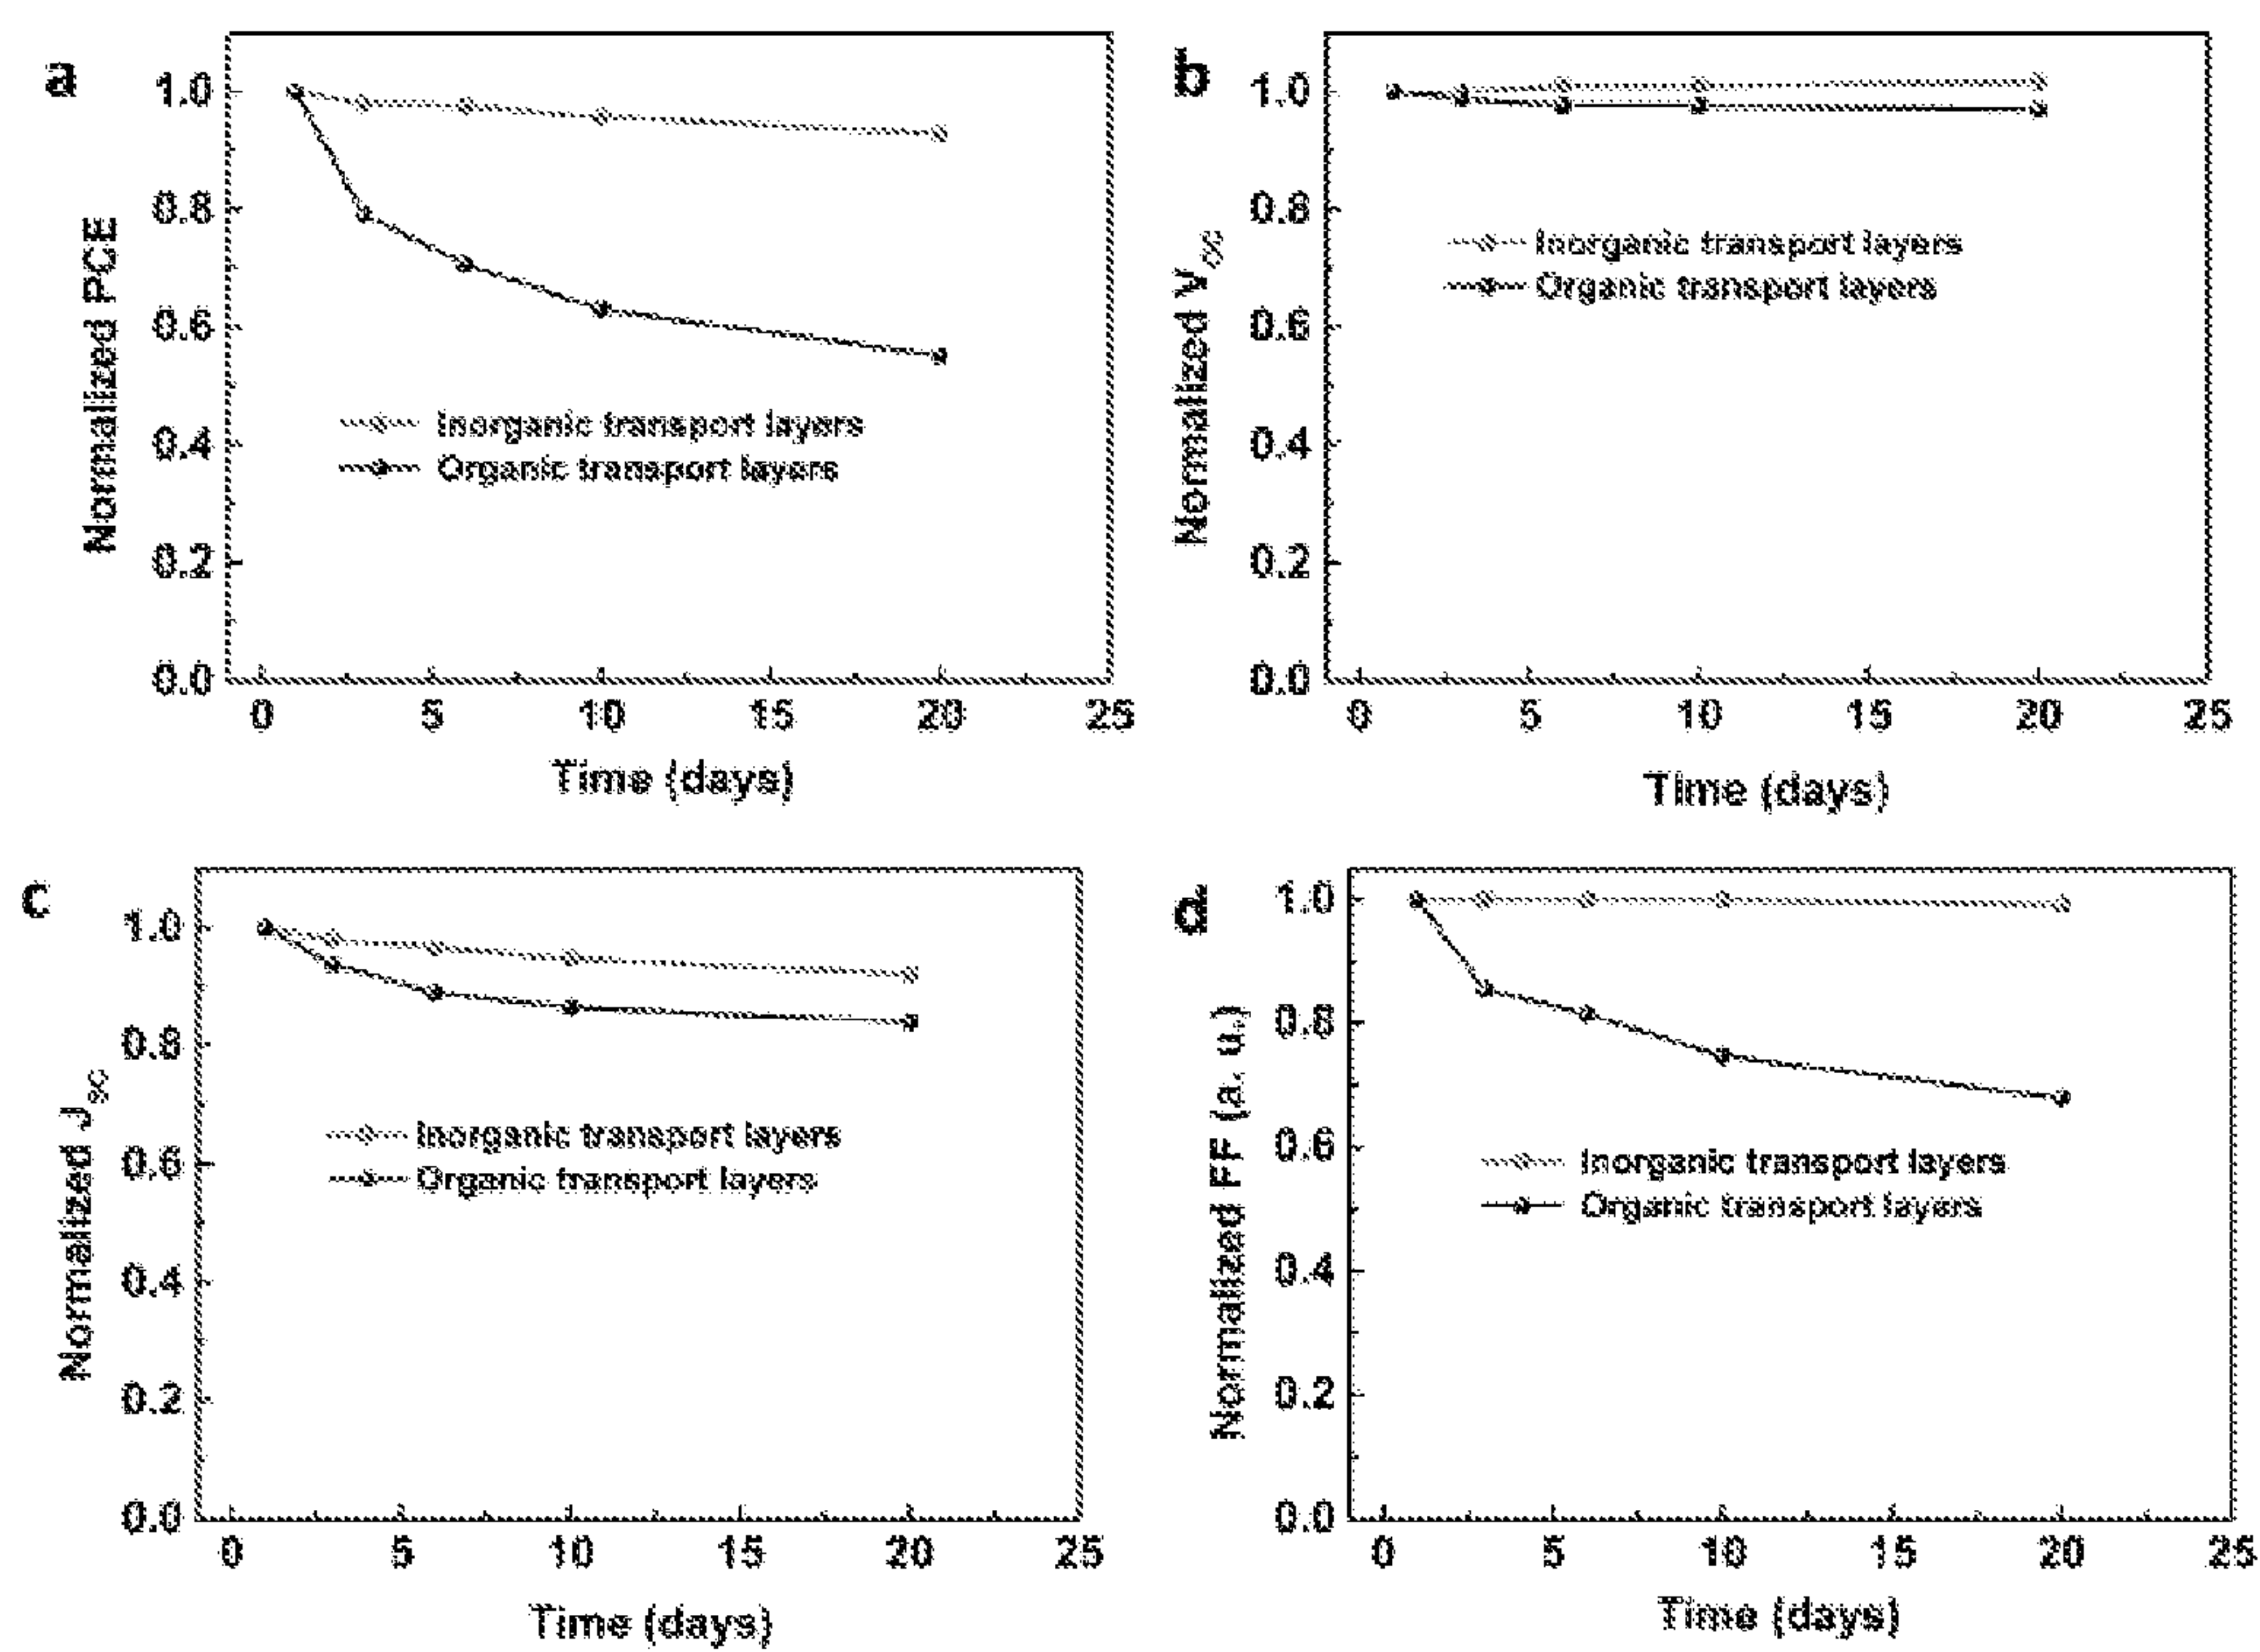 a
Normalized PCE
1.0
0.8
0.6
0.4
0.2
0.0
Inorganic transport layers
Organic transport layers
0 5 10 15 20 25
Time (days)
b
Normalized Voc
1.0
0.8
0.6
0.4
0.2
0.0
Inorganic transport layers
Organic transport layers
0 5 10 15 20 25
Time (days)
c
Normalized Jsc
1.0
0.8
0.6
0.4
0.2
0.0
Inorganic transport layers
Organic transport layers
0 5 10 15 20 25
Time (days)
d
Normalized FF (a. u.)
1.0
0.8
0.6
0.4
0.2
0.0
Inorganic transport layers
Organic transport layers
0 5 10 15 20 25
Time (days)